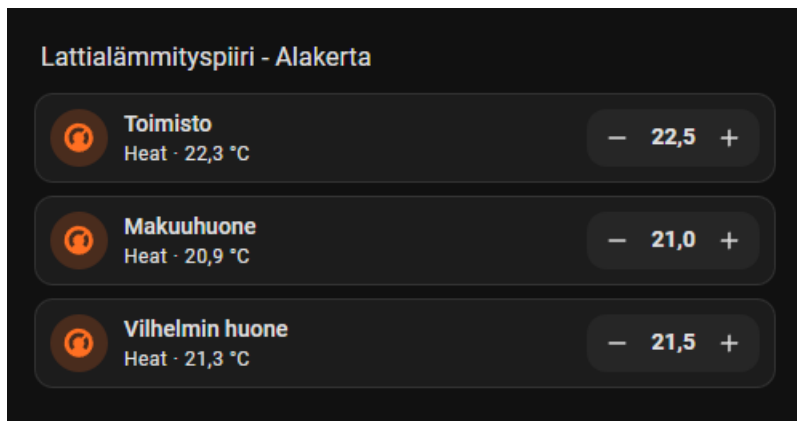 Lattialämmityspiiri - Alakerta
Toimisto
Heat · 22,3 °C
− 22,5 +
Makuuhuone
Heat · 20,9 °C
− 21,0 +
Vilhelmin huone
Heat · 21,3 °C
− 21,5 +